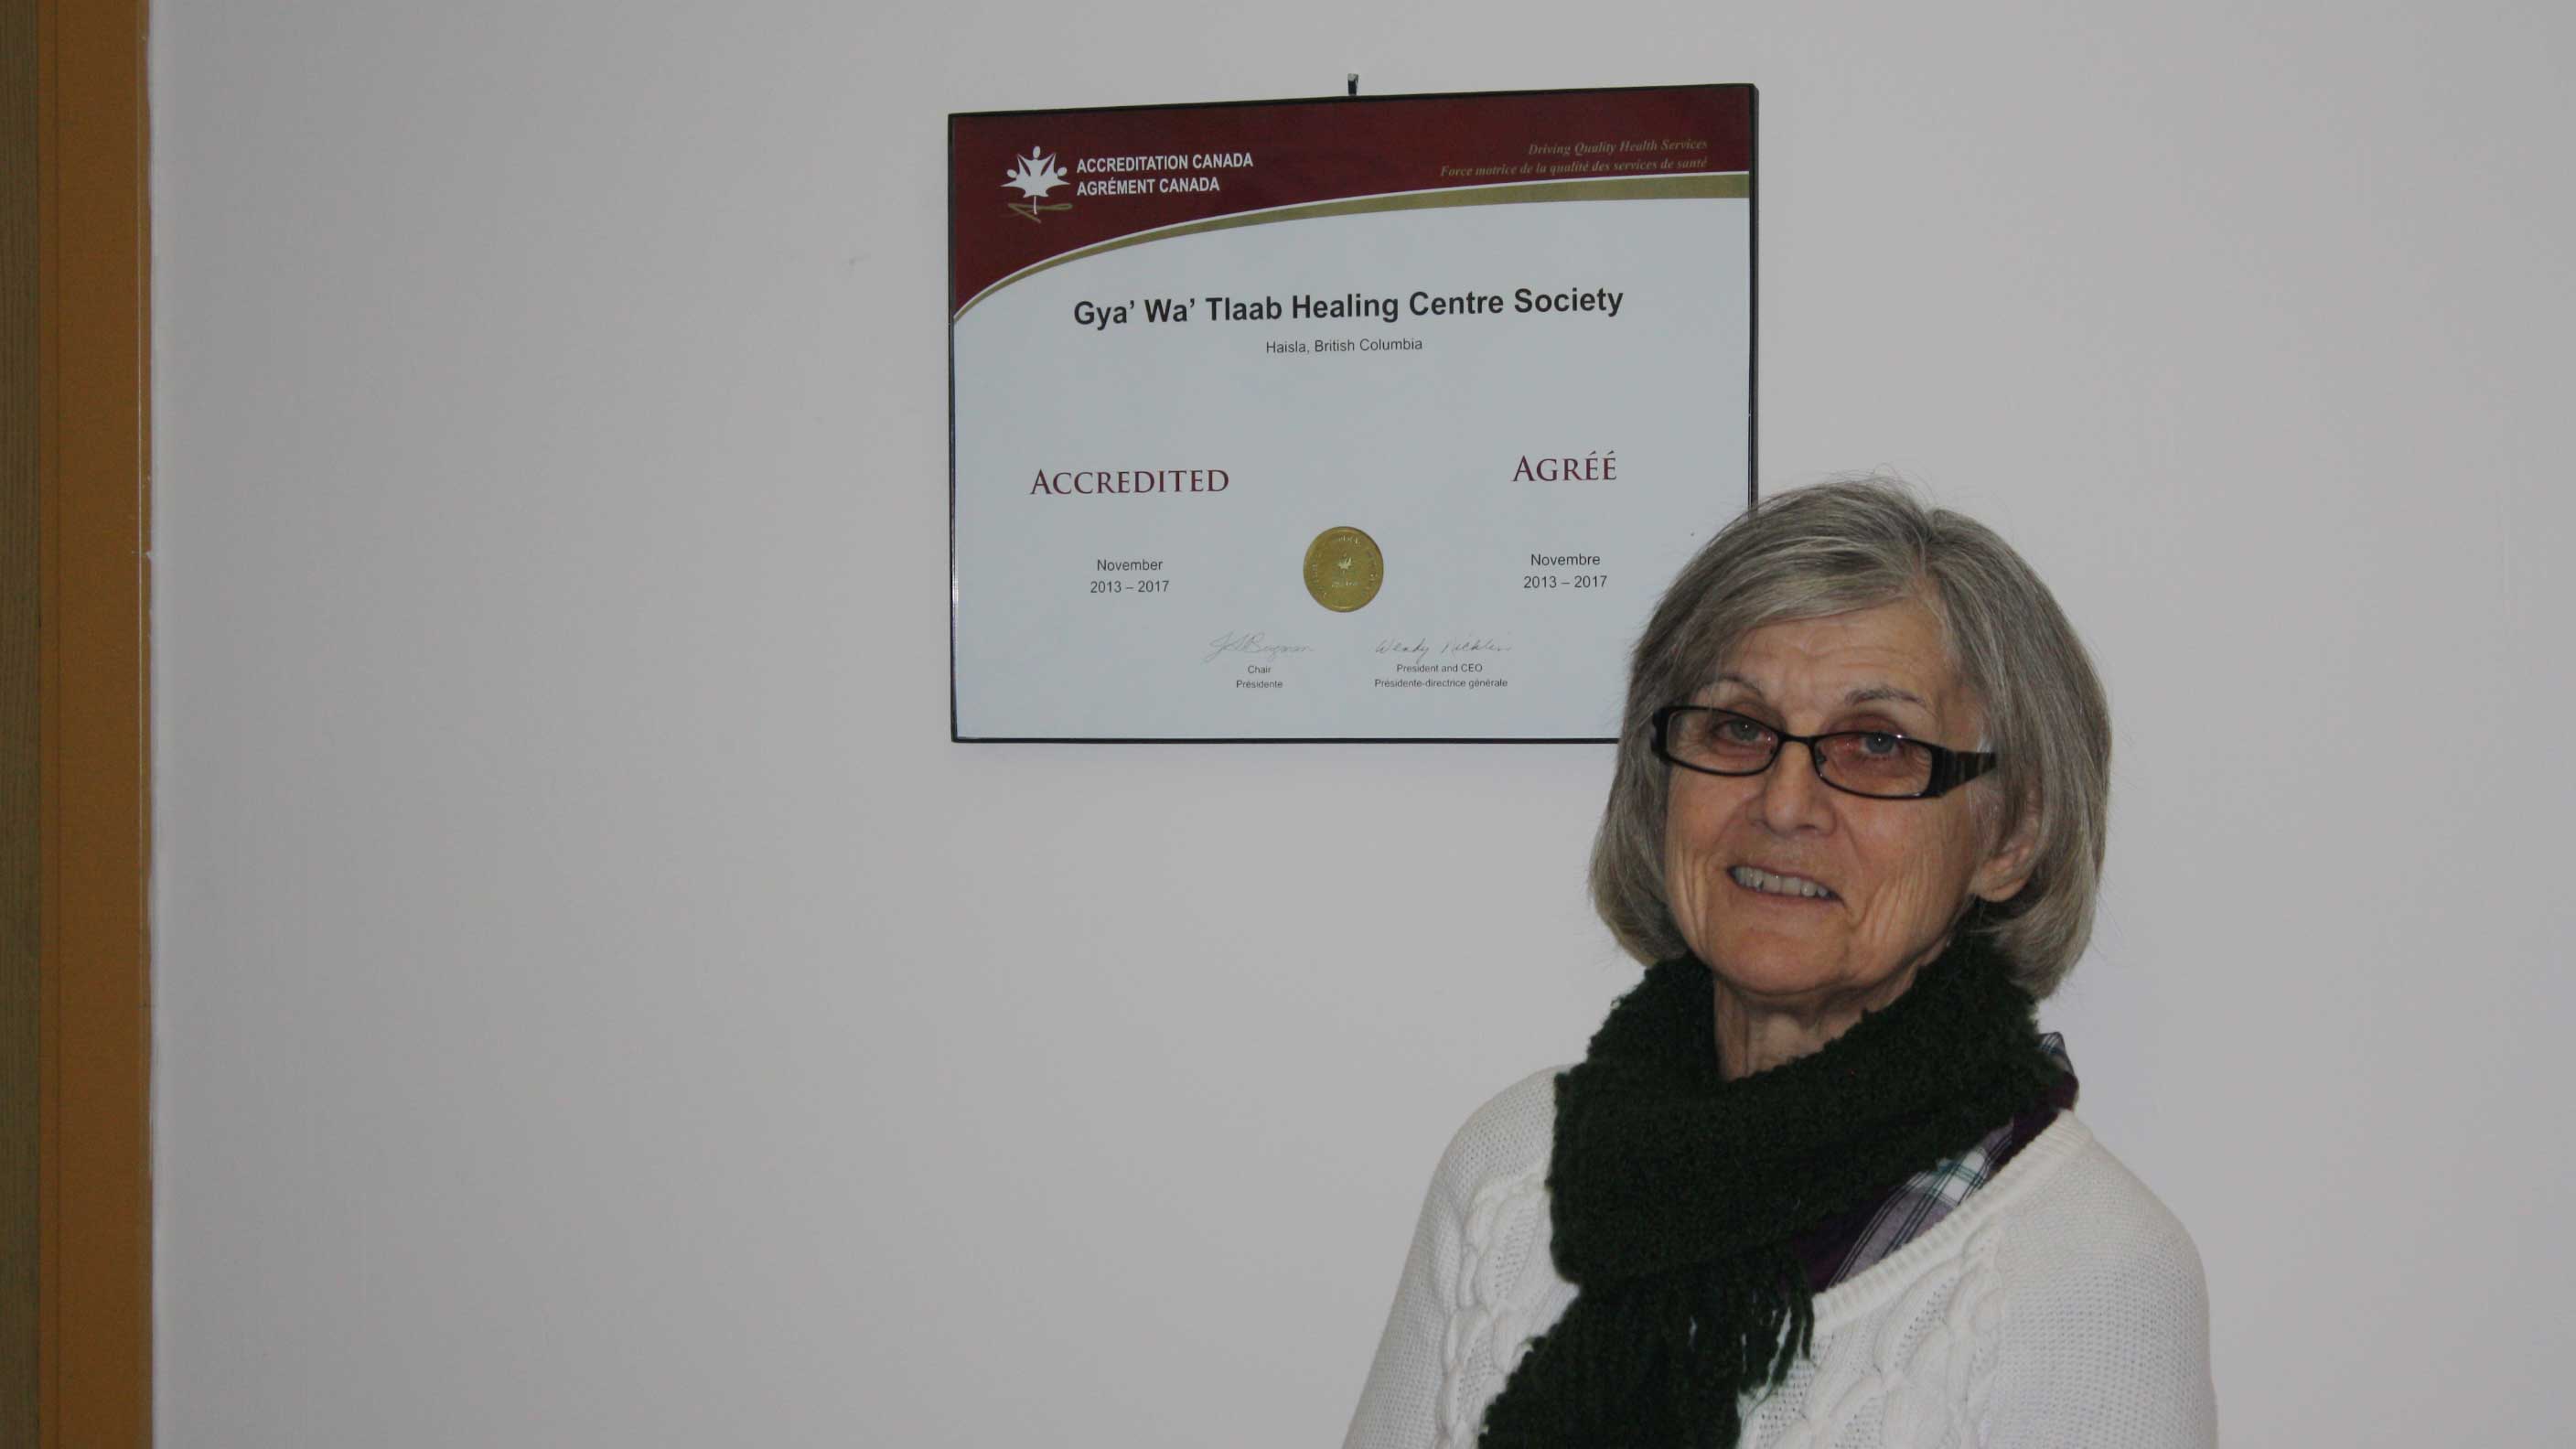 ACCREDITATION CANADA
AGRÉMENT CANADA
Driving Quality Health Services
Force motrice de la qualité des services de santé
Gya' Wa' Tlaab Healing Centre Society
Haisla, British Columbia
ACCREDITED
AGRÉÉ
November
2013 – 2017
Novembre
2013 – 2017
Wendy Nicklin
Chair
Présidente
President and CEO
Présidente-directrice générale